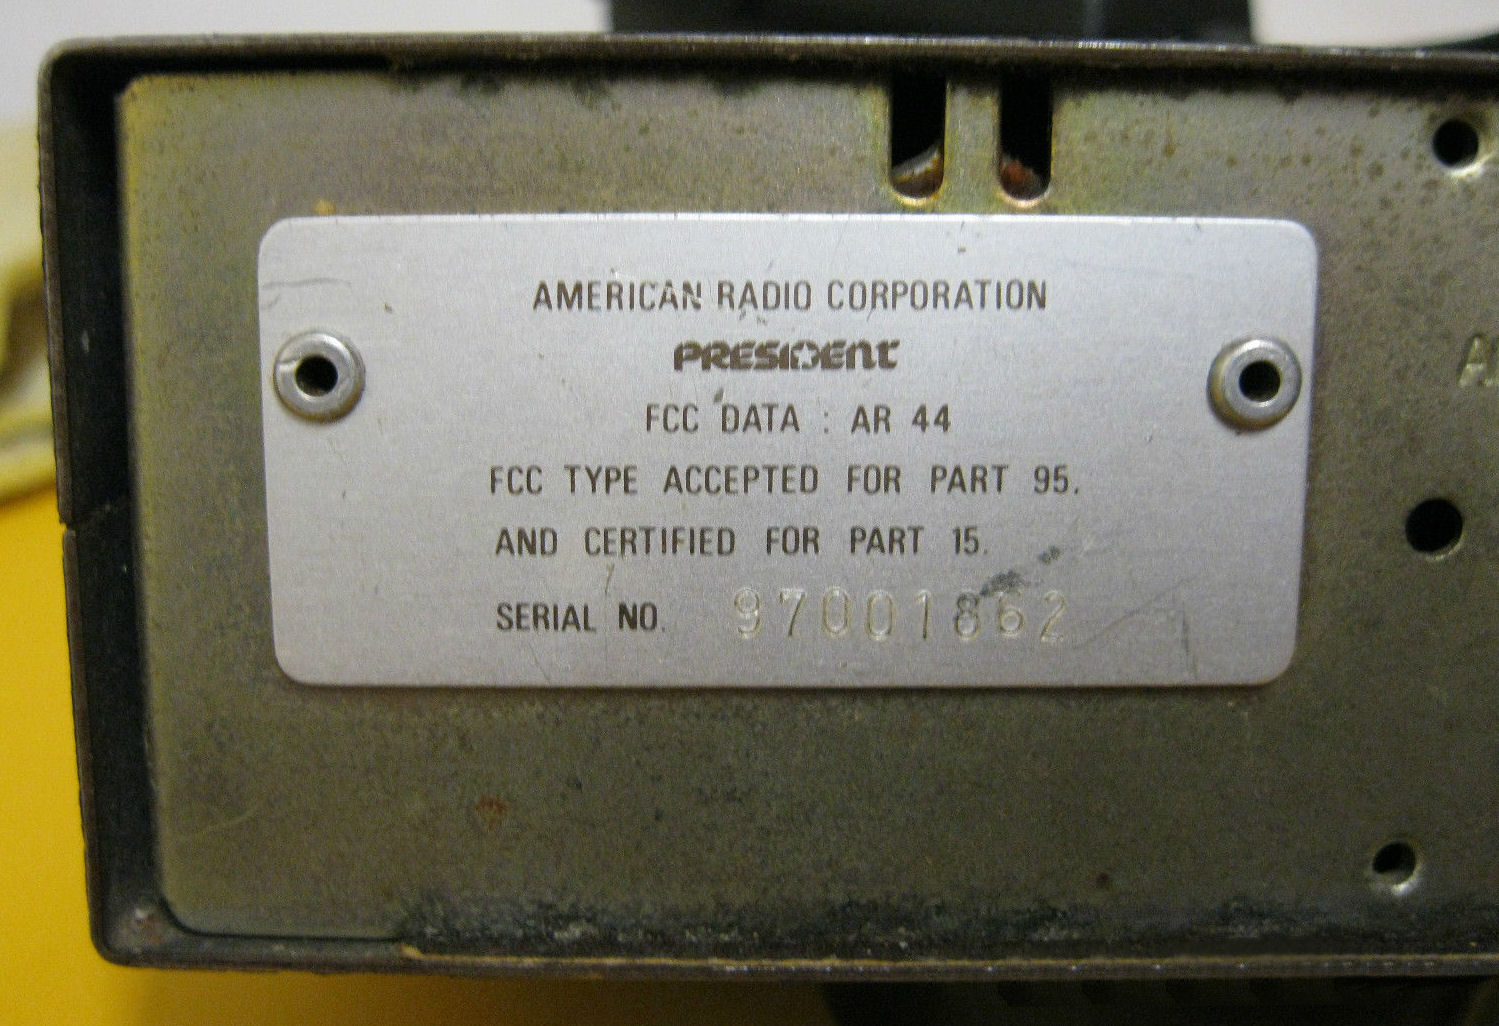 AMERICAN RADIO CORPORATION
PRESIDENT
FCC DATA : AR 44
FCC TYPE ACCEPTED FOR PART 95.
AND CERTIFIED FOR PART 15.
SERIAL NO. 97001862